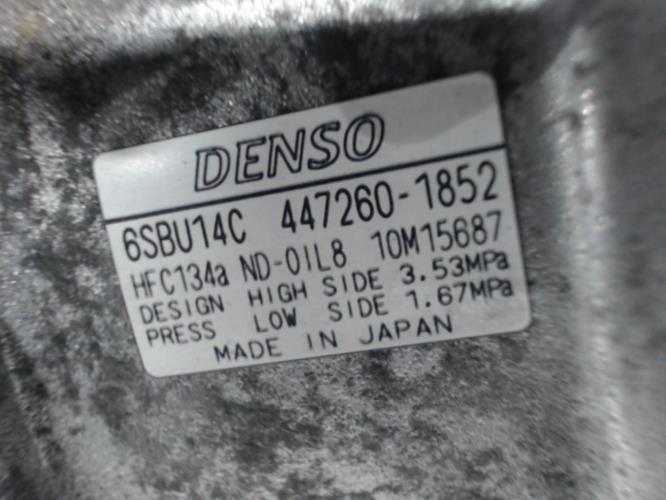 DENSO
6SBU14C 447260-1852
HFC134a ND-OIL8 10M15687
DESIGN HIGH SIDE 3.53MPa
PRESS LOW SIDE 1.67MPa
MADE IN JAPAN